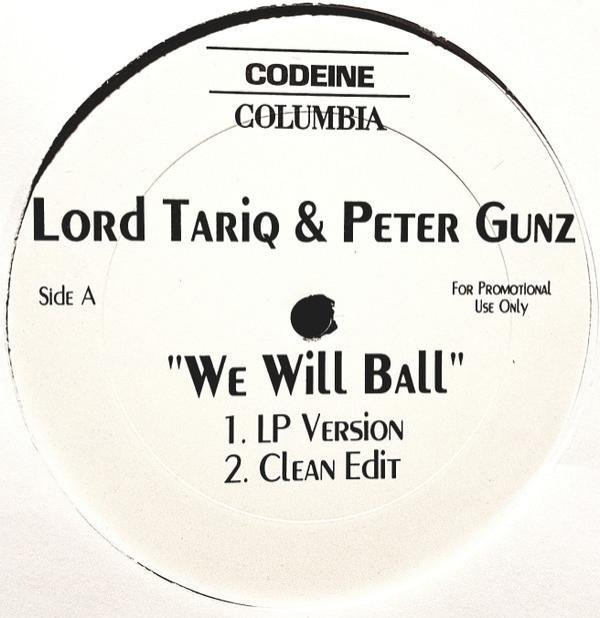 CODEINE
COLUMBIA
Lord Tariq & Peter Gunz
Side A
For Promotional
Use Only
"We Will Ball"
1. LP Version
2. Clean Edit